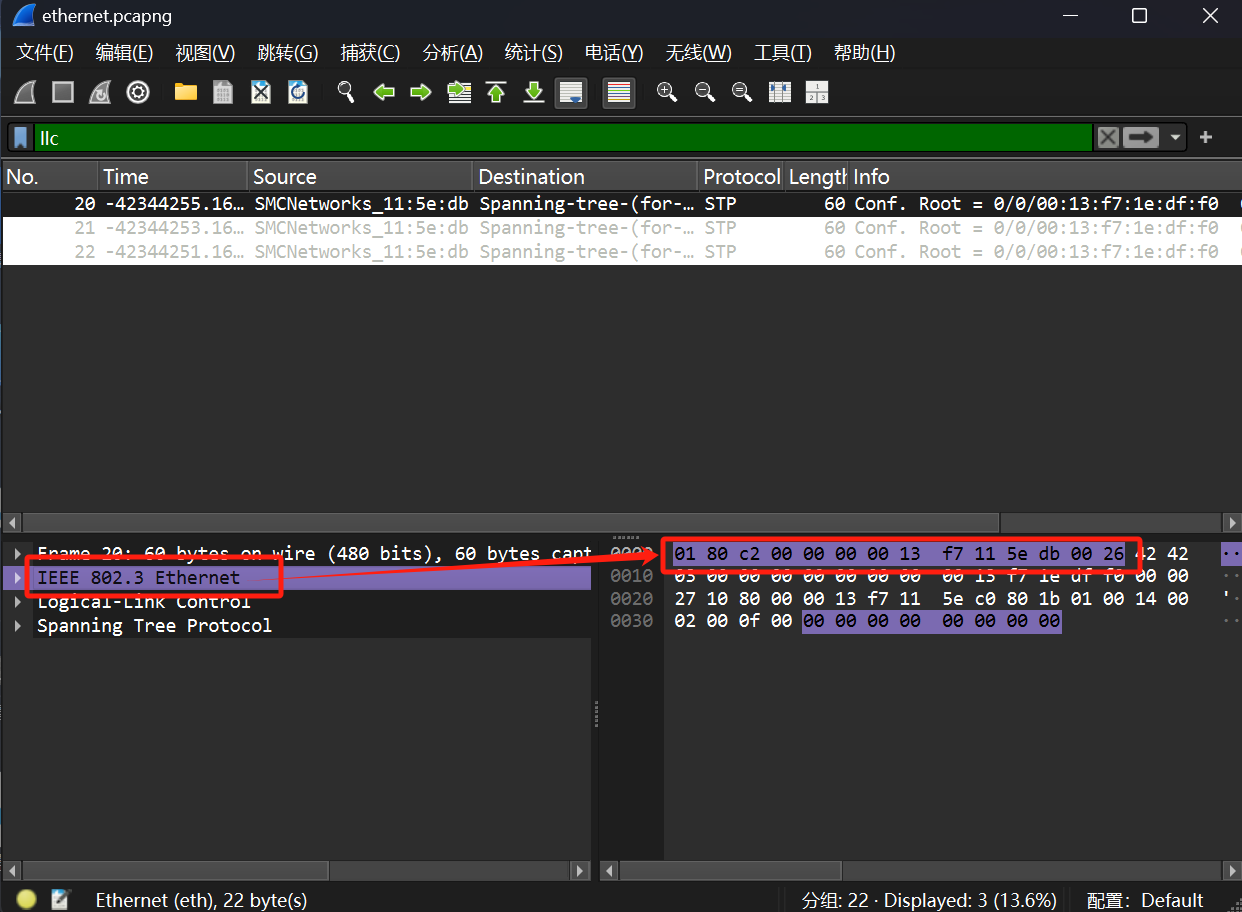 ethernet.pcapng
文件(F) 编辑(E) 视图(V) 跳转(G) 捕获(C) 分析(A) 统计(S) 电话(Y) 无线(W) 工具(T) 帮助(H)
llc
No. Time Source Destination Protocol Length Info
20 -42344255.16… SMCNetworks_11:5e:db Spanning-tree-(for-… STP 60 Conf. Root = 0/0/00:13:f7:1e:df:f0
21 -42344253.16… SMCNetworks_11:5e:db Spanning-tree-(for-… STP 60 Conf. Root = 0/0/00:13:f7:1e:df:f0
22 -42344251.16… SMCNetworks_11:5e:db Spanning-tree-(for-… STP 60 Conf. Root = 0/0/00:13:f7:1e:df:f0
Frame 20: 60 bytes on wire (480 bits), 60 bytes capt
IEEE 802.3 Ethernet
Logical-Link Control
Spanning Tree Protocol
0000 01 80 c2 00 00 00 00 13 f7 11 5e db 00 26 42 42 ··
0010 03 00 00 00 00 00 00 00 00 13 f7 1e df f0 00 00 ··
0020 27 10 80 00 00 13 f7 11 5e c0 80 1b 01 00 14 00 '·
0030 02 00 0f 00 00 00 00 00 00 00 00 00 ··
Ethernet (eth), 22 byte(s) 分组: 22 · Displayed: 3 (13.6%) 配置: Default